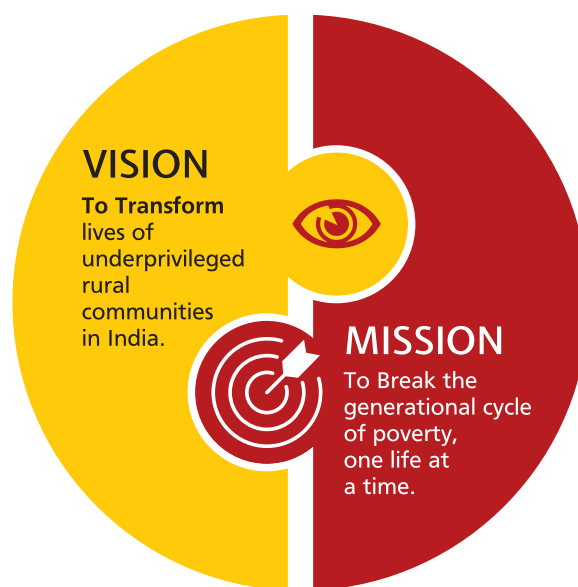 VISION
To Transform
lives of
underprivileged
rural
communities
in India.
MISSION
To Break the
generational cycle
of poverty,
one life at
a time.